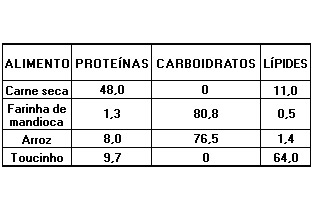 ALIMENTO PROTEÍNAS CARBOIDRATOS LÍPIDES
Carne seca 48,0 0 11,0
Farinha de mandioca 1,3 80,8 0,5
Arroz 8,0 76,5 1,4
Toucinho 9,7 0 64,0